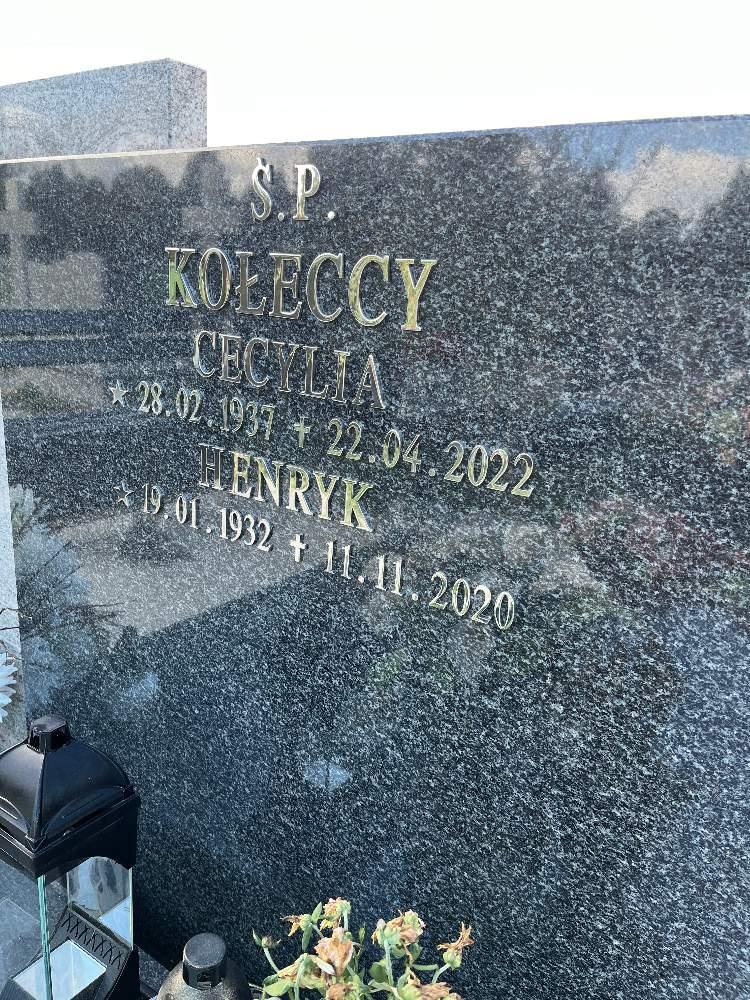 Ś.P.
KOŁECCY
CECYLIA
★ 28.02.1937 ✝ 22.04.2022
HENRYK
★ 19.01.1932 ✝ 11.11.2020